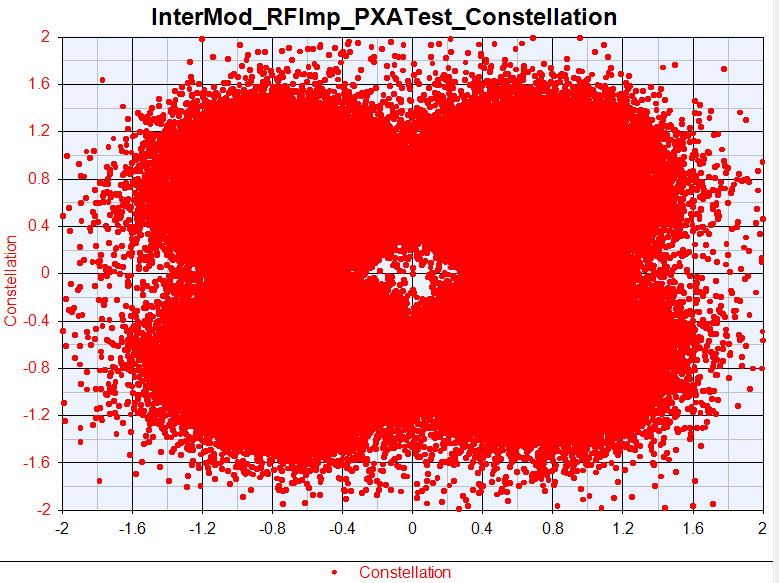 InterMod_RFImp_PXATest_Constellation
2
1.6
1.2
0.8
0.4
0
-0.4
-0.8
-1.2
-1.6
-2
Constellation
-2 -1.6 -1.2 -0.8 -0.4 0 0.4 0.8 1.2 1.6 2
Constellation